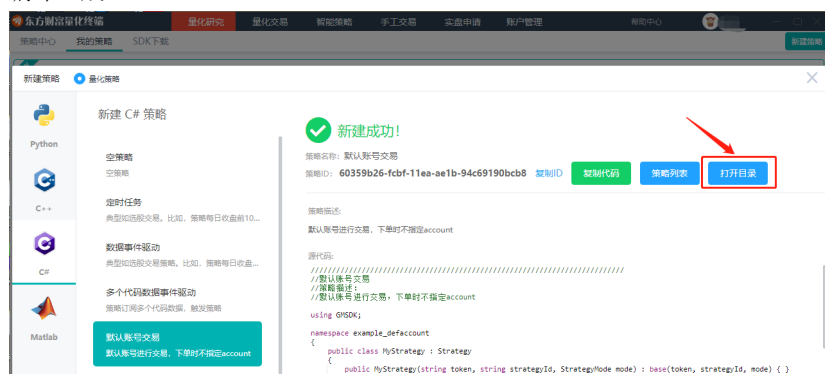 东方财富量化终端 量化研究 量化交易 智能策略 手工交易 实盘申请 账户管理 帮助中心
策略中心 我的策略 SDK下载 新建策略
新建策略 量化策略
Python
C++
C#
Matlab
新建 C# 策略
空策略
空策略
定时任务
典型如选股交易。比如，策略每日收盘前10...
数据事件驱动
典型如选股交易策略。比如，策略每日收盘...
多个代码数据事件驱动
策略订阅多个代码数据，触发策略
默认账号交易
默认账号进行交易，下单时不指定account
新建成功!
策略名称: 默认账号交易
策略ID: 60359b26-fcbf-11ea-ae1b-94c69190bcb8 复制ID 复制代码 策略列表 打开目录
策略描述:
默认账号进行交易，下单时不指定account
源代码:
//////////////////////////////////////////////////////////////////////////
//默认账号交易
//策略描述：
//默认账号进行交易，下单时不指定account
using GMSDK;
namespace example_defaccount
{
public class MyStrategy : Strategy
{
public MyStrategy(string token, string strategyId, StrategyMode mode) : base(token, strategyId, mode) { }